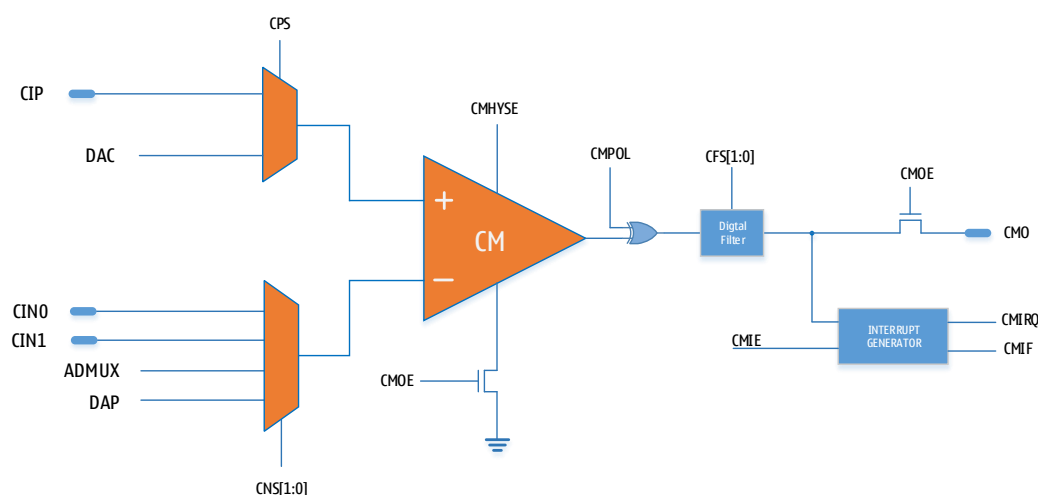 CPS
CIP
DAC
CMHYSE
+
CM
−
CMPOL
CFS[1:0]
Digtal
Filter
CMOE
CMO
CIN0
CIN1
ADMUX
DAP
CNS[1:0]
CMOE
CMIE
INTERRUPT
GENERATOR
CMIRQ
CMIF